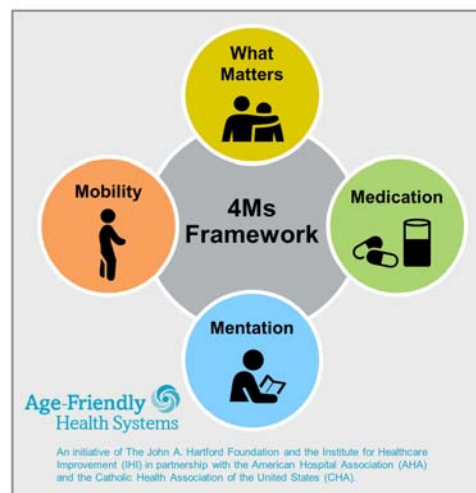 What
Matters
Mobility
4Ms
Framework
Medication
Mentation
Age-Friendly
Health Systems
An initiative of The John A. Hartford Foundation and the Institute for Healthcare
Improvement (IHI) in partnership with the American Hospital Association (AHA)
and the Catholic Health Association of the United States (CHA).